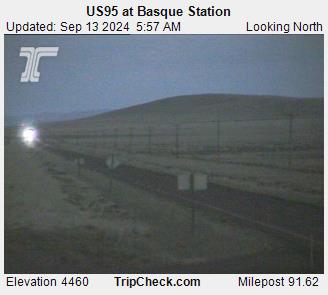 US95 at Basque Station
Updated: Sep 13 2024 5:57 AM Looking North
Elevation 4460 TripCheck.com Milepost 91.62